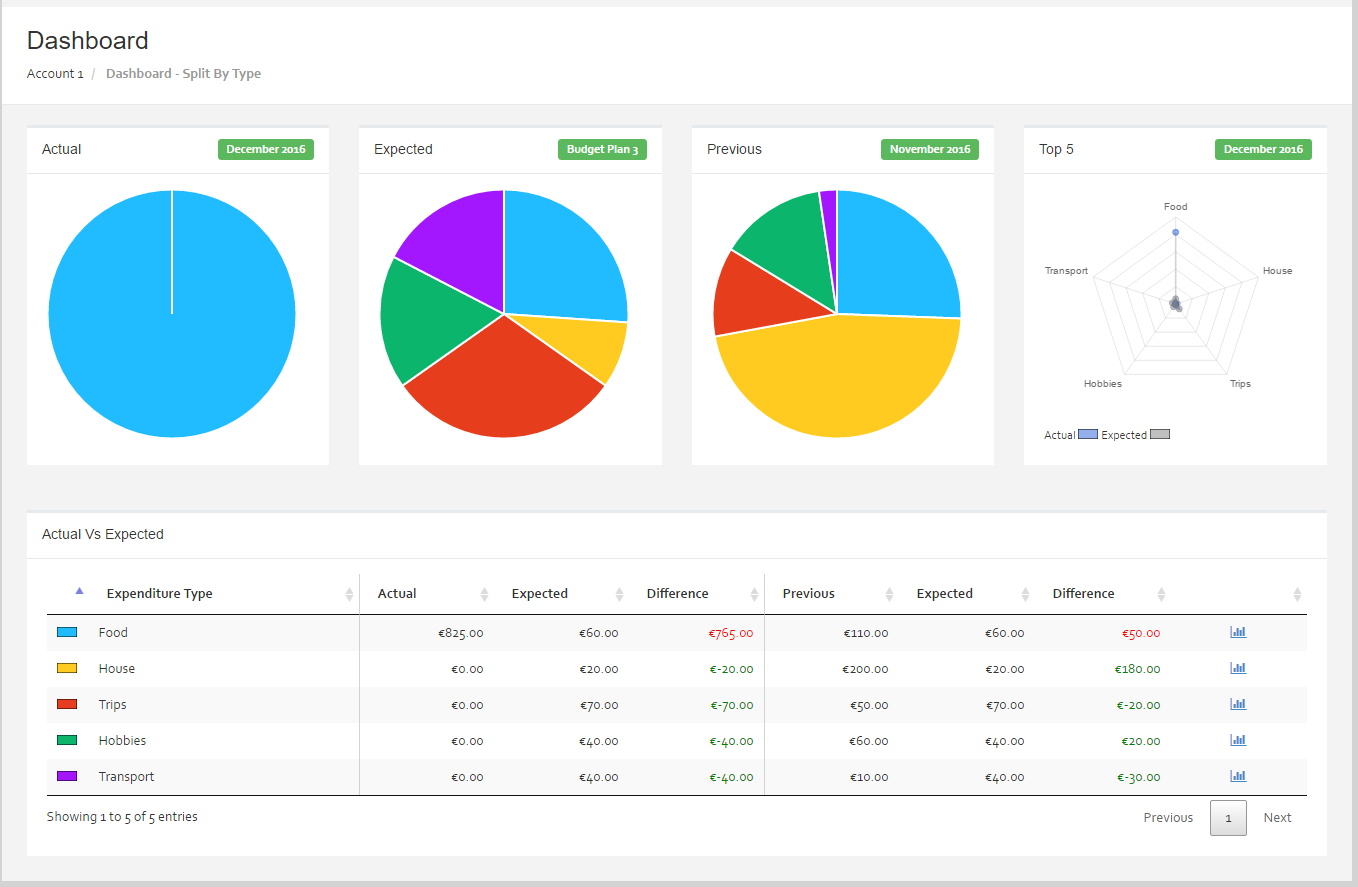 Dashboard
Account 1 / Dashboard - Split By Type
Actual December 2016
Expected Budget Plan 3
Previous November 2016
Top 5 December 2016
Food
Transport House
Hobbies Trips
Actual Expected
Actual Vs Expected
Expenditure Type Actual Expected Difference Previous Expected Difference
Food €825.00 €60.00 €765.00 €110.00 €60.00 €50.00
House €0.00 €20.00 €-20.00 €200.00 €20.00 €180.00
Trips €0.00 €70.00 €-70.00 €50.00 €70.00 €-20.00
Hobbies €0.00 €40.00 €-40.00 €60.00 €40.00 €20.00
Transport €0.00 €40.00 €-40.00 €10.00 €40.00 €-30.00
Showing 1 to 5 of 5 entries Previous 1 Next